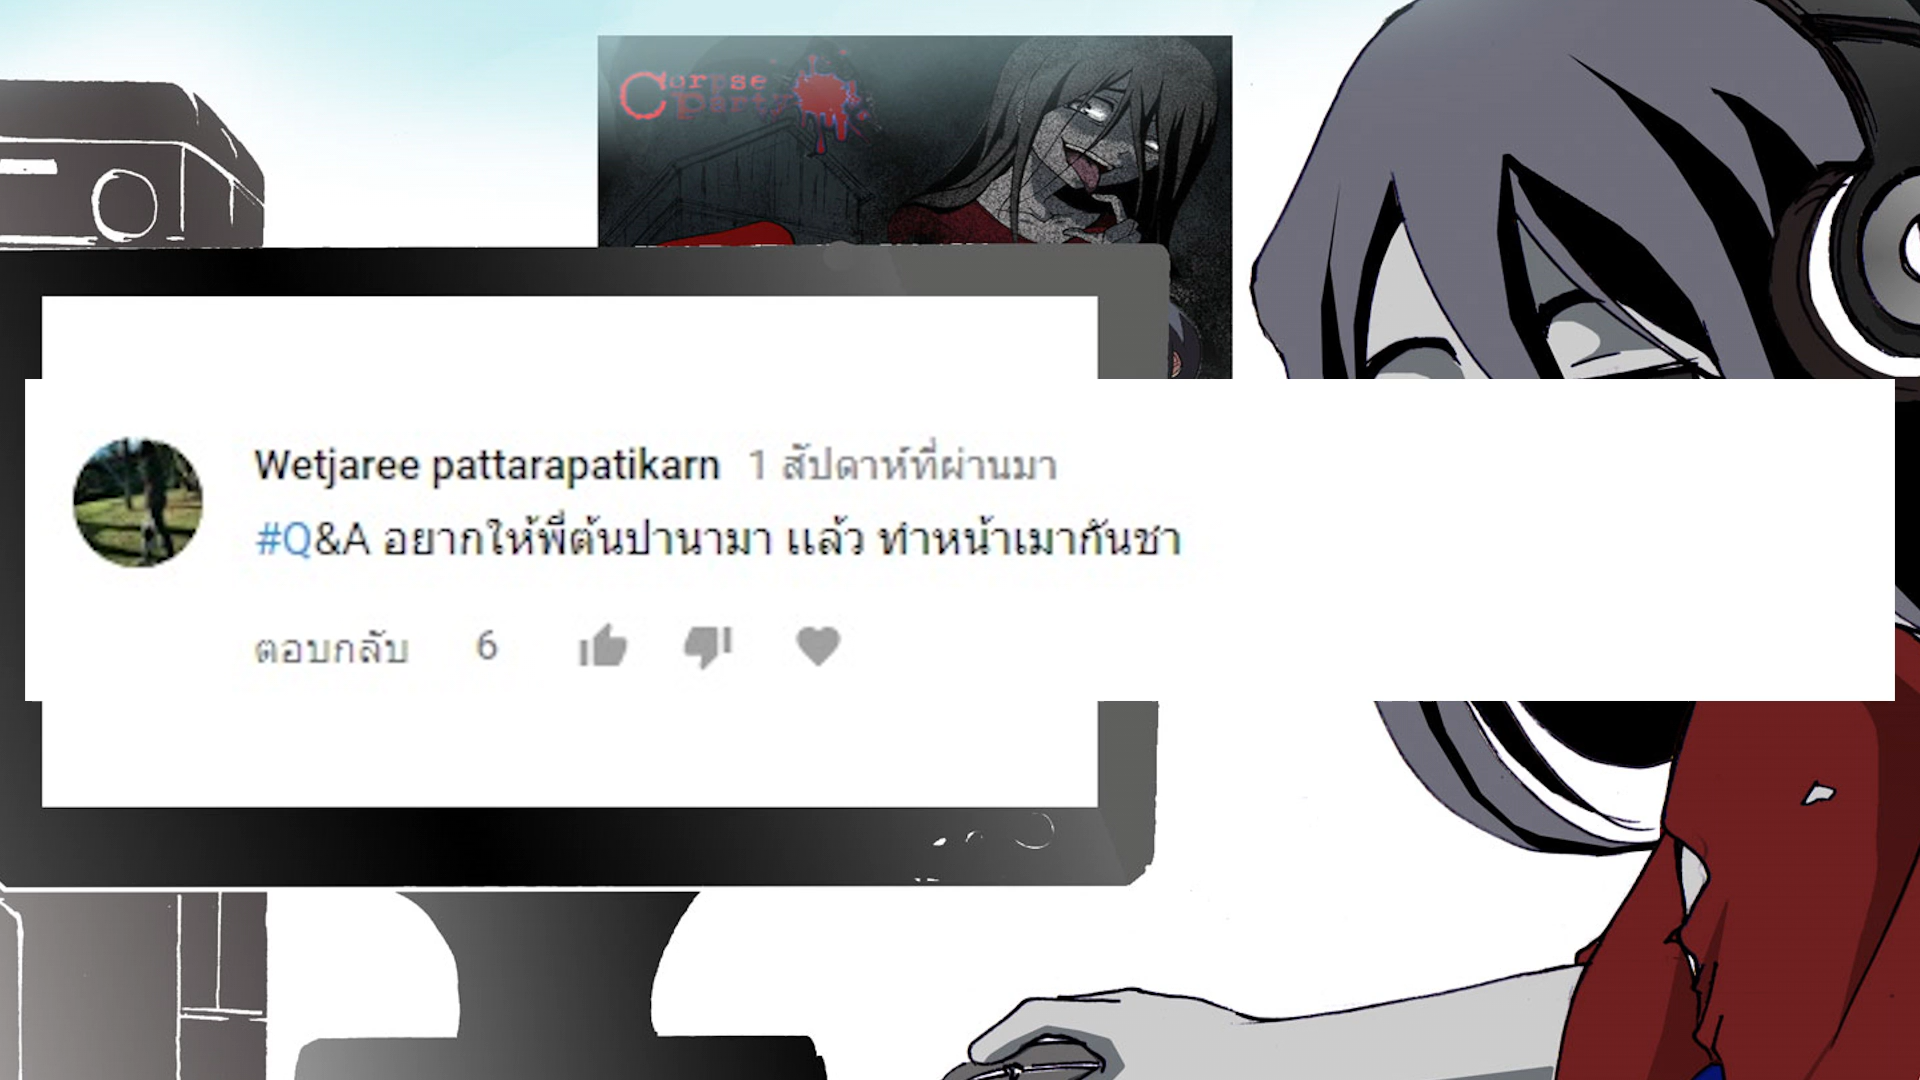 Corpse
Party
Wetjaree pattarapatikarn 1 สัปดาห์ที่ผ่านมา
#Q&A อยากให้พี่ต้นปานามา แล้ว ทำหน้าเมากันชา
ตอบกลับ 6